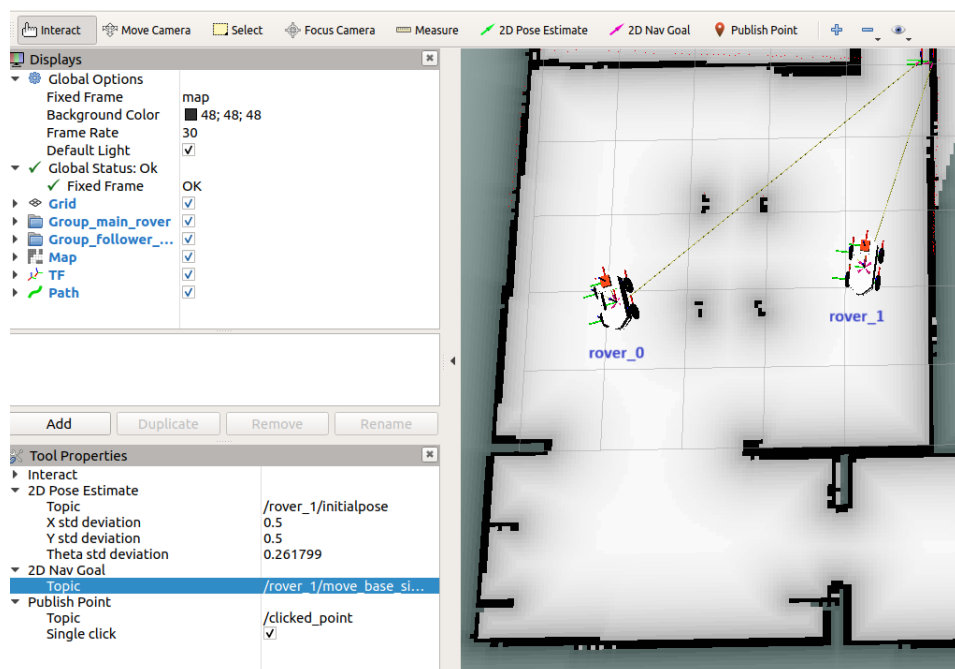 Interact Move Camera Select Focus Camera Measure 2D Pose Estimate 2D Nav Goal Publish Point
Displays
Global Options
Fixed Frame map
Background Color 48; 48; 48
Frame Rate 30
Default Light
Global Status: Ok
Fixed Frame OK
Grid
Group_main_rover
Group_follower_...
Map
TF
Path
Add Duplicate Remove Rename
Tool Properties
Interact
2D Pose Estimate
Topic /rover_1/initialpose
X std deviation 0.5
Y std deviation 0.5
Theta std deviation 0.261799
2D Nav Goal
Topic /rover_1/move_base_si...
Publish Point
Topic /clicked_point
Single click
rover_1
rover_0